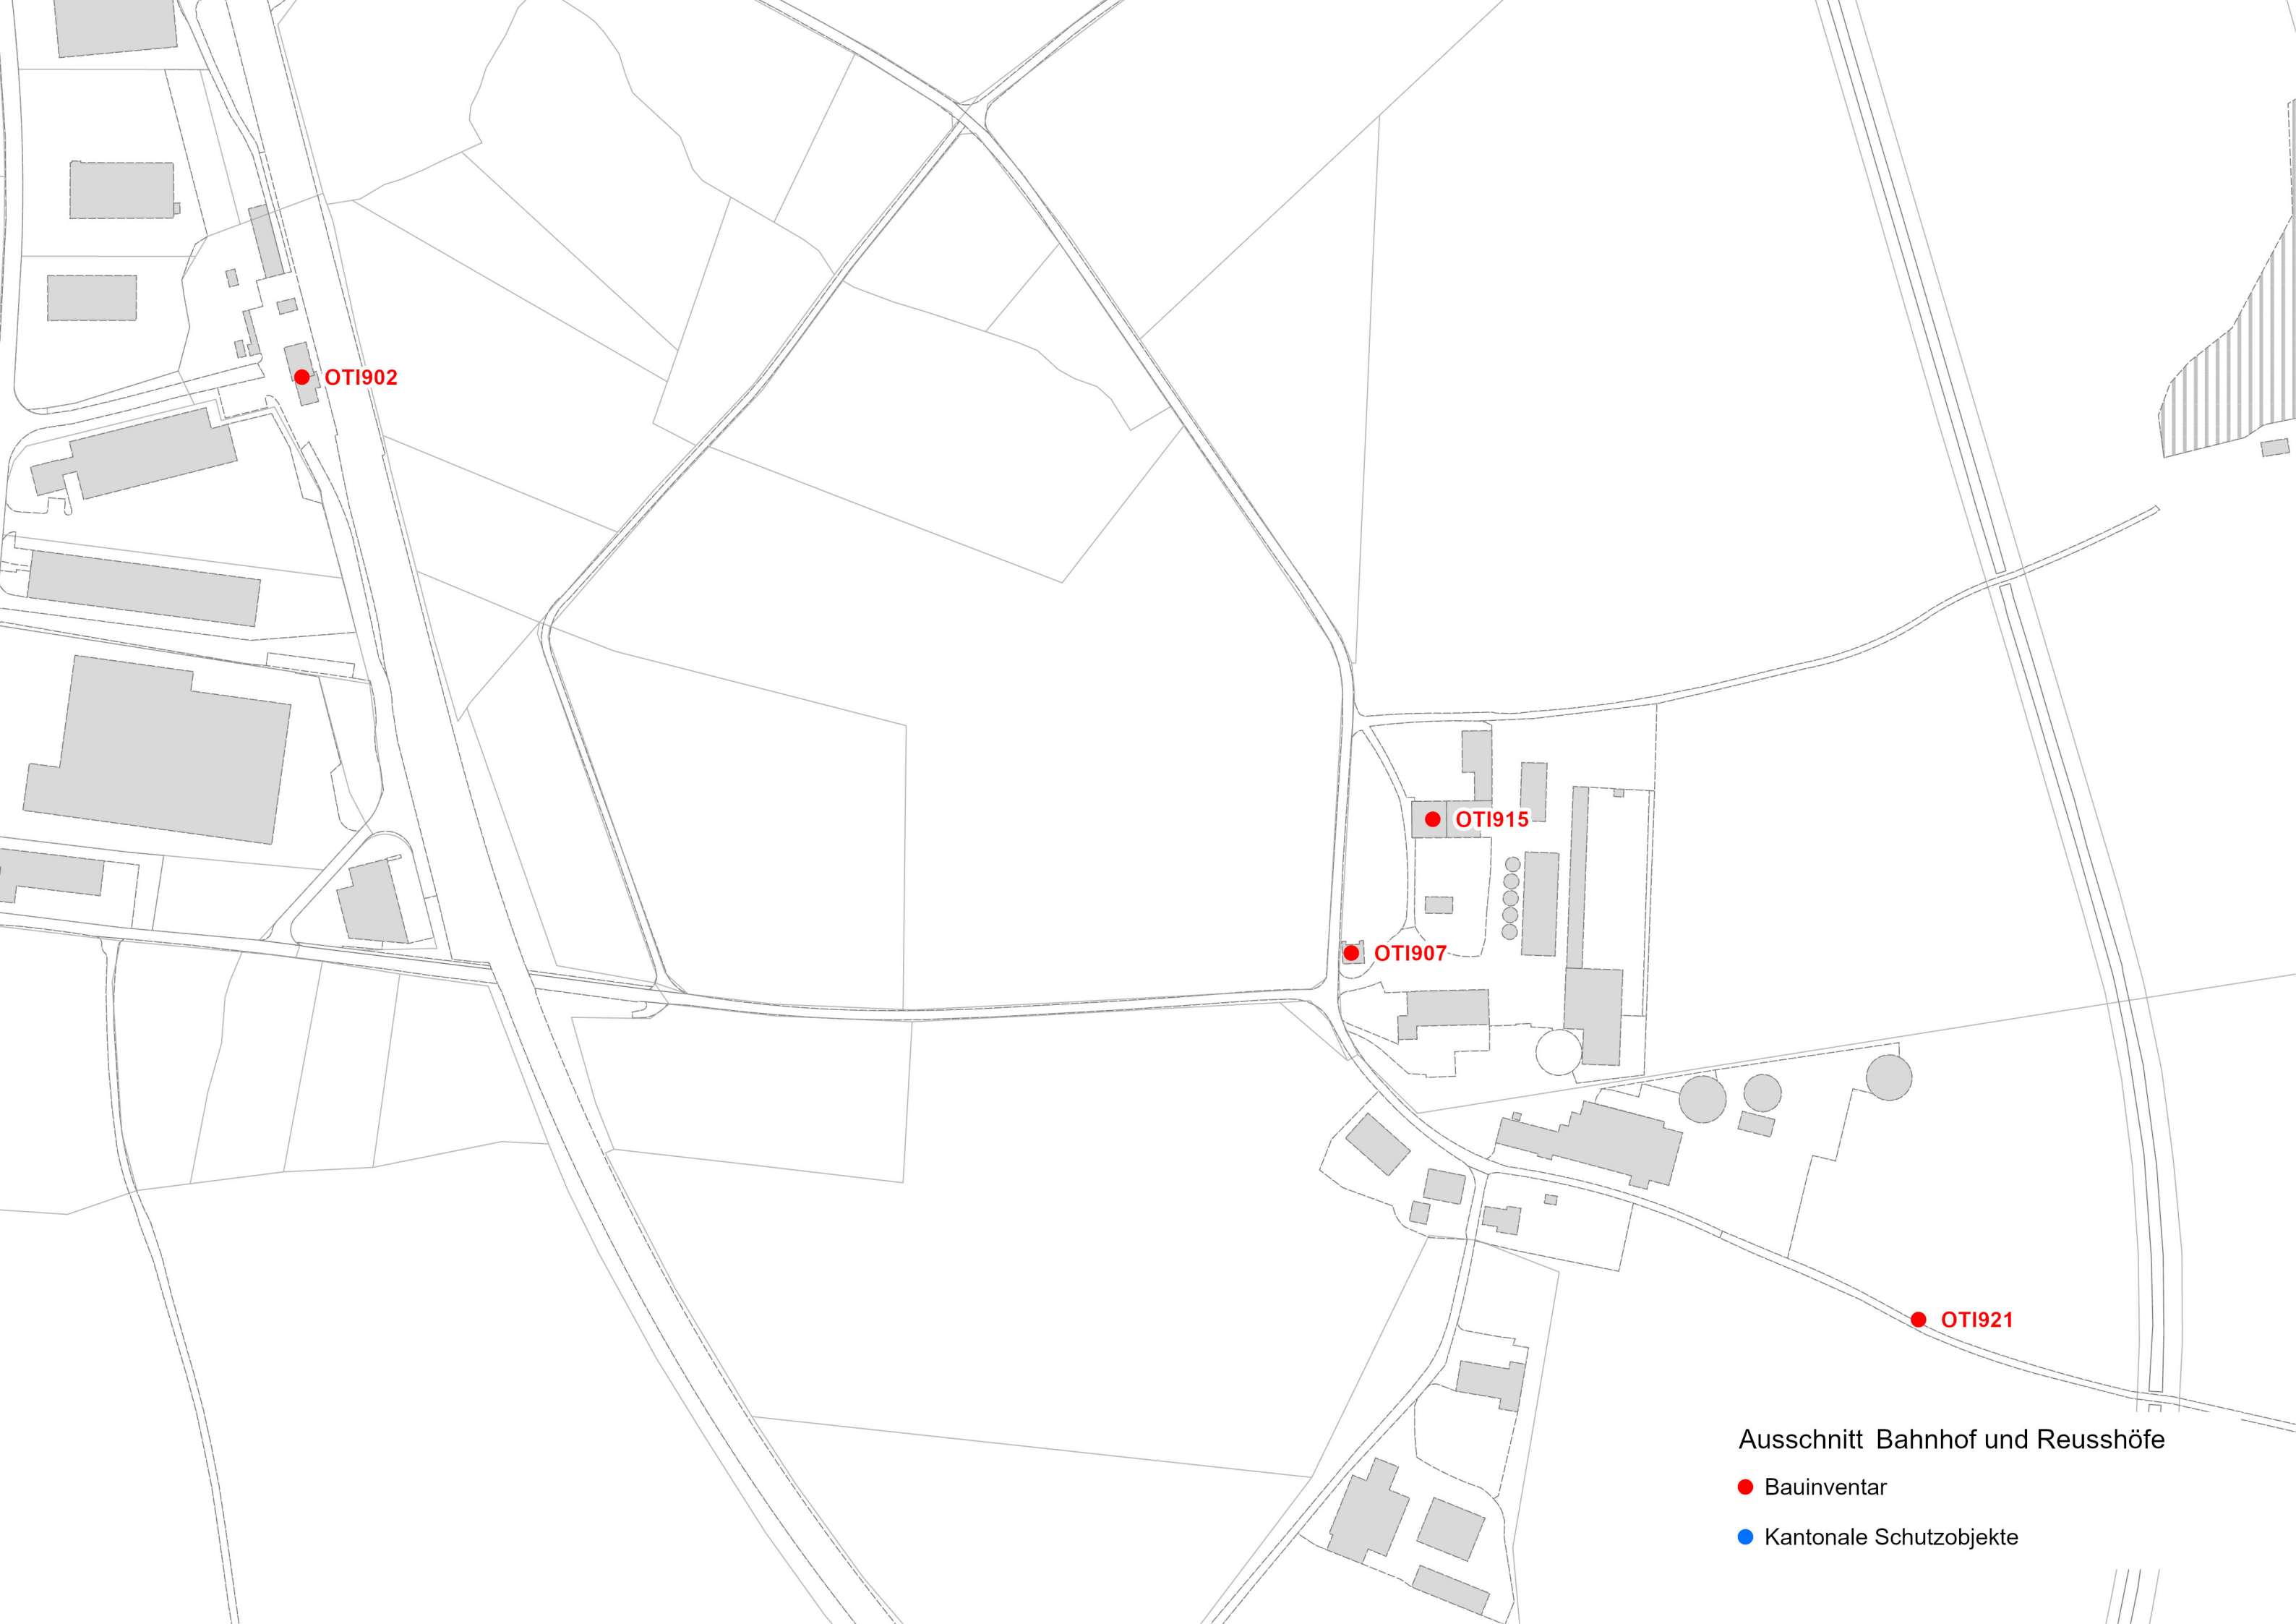 OTI902
OTI915
OTI907
OTI921
Ausschnitt Bahnhof und Reusshöfe
Bauinventar
Kantonale Schutzobjekte